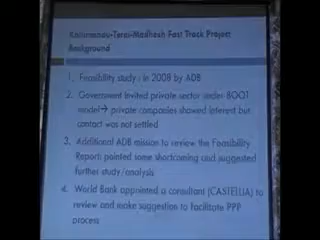 Kathmandu-Terai-Madhesh Fast Track Project
Background
1. Feasibility study : in 2008 by ADB
2. Government invited private sector under BOOT
model→ private companies showed interest but
contact was not settled
3. Additional ADB mission to review the Feasibility
Report: pointed some shortcoming and suggested
further study/analysis
4. World Bank appointed a consultant (CASTELLIA) to
review and make suggestion to facilitate PPP
process